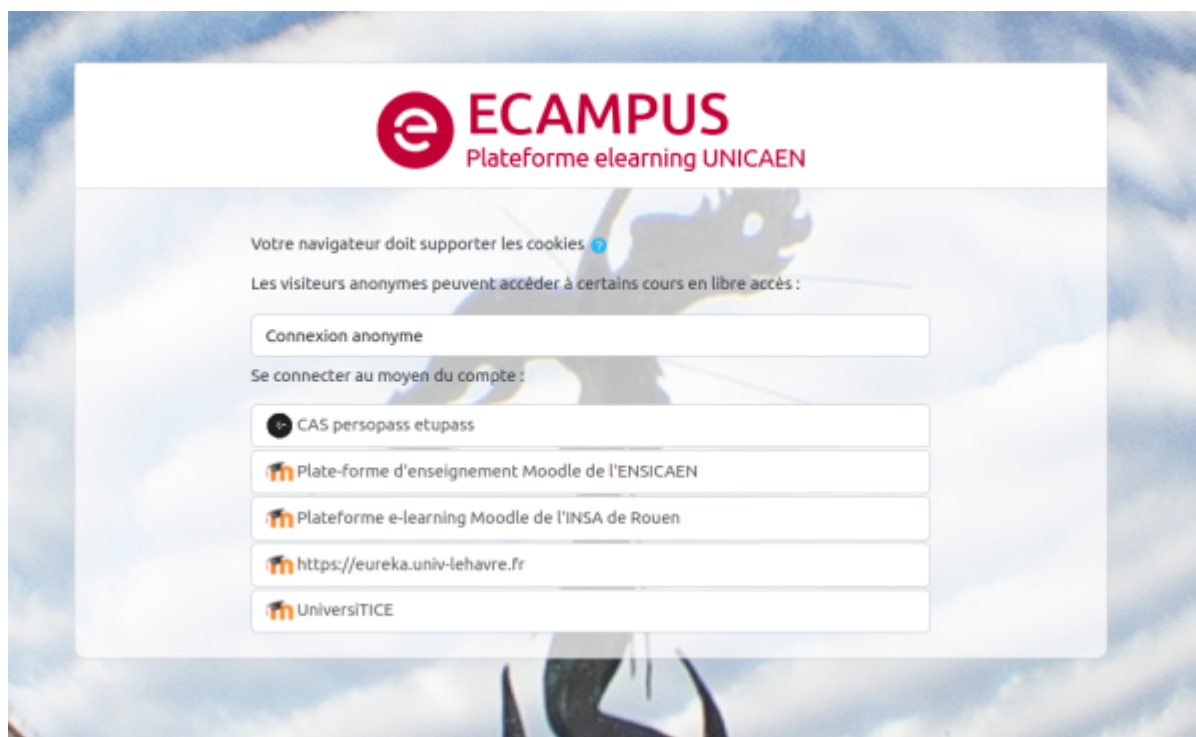 ECAMPUS
Plateforme elearning UNICAEN
Votre navigateur doit supporter les cookies ?
Les visiteurs anonymes peuvent accéder à certains cours en libre accès :
Connexion anonyme
Se connecter au moyen du compte :
CAS persopass etupass
Plate-forme d'enseignement Moodle de l'ENSICAEN
Plateforme e-learning Moodle de l'INSA de Rouen
https://eureka.univ-lehavre.fr
UniversiTICE